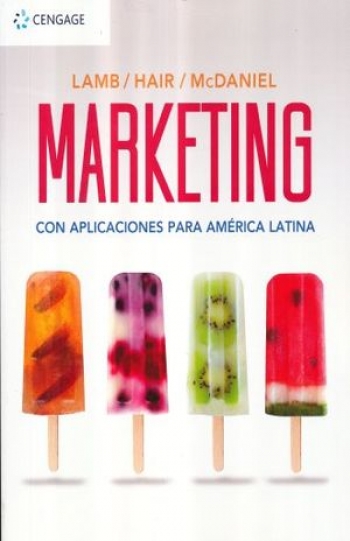 CENGAGE
LAMB / HAIR / McDANIEL
MARKETING
CON APLICACIONES PARA AMÉRICA LATINA